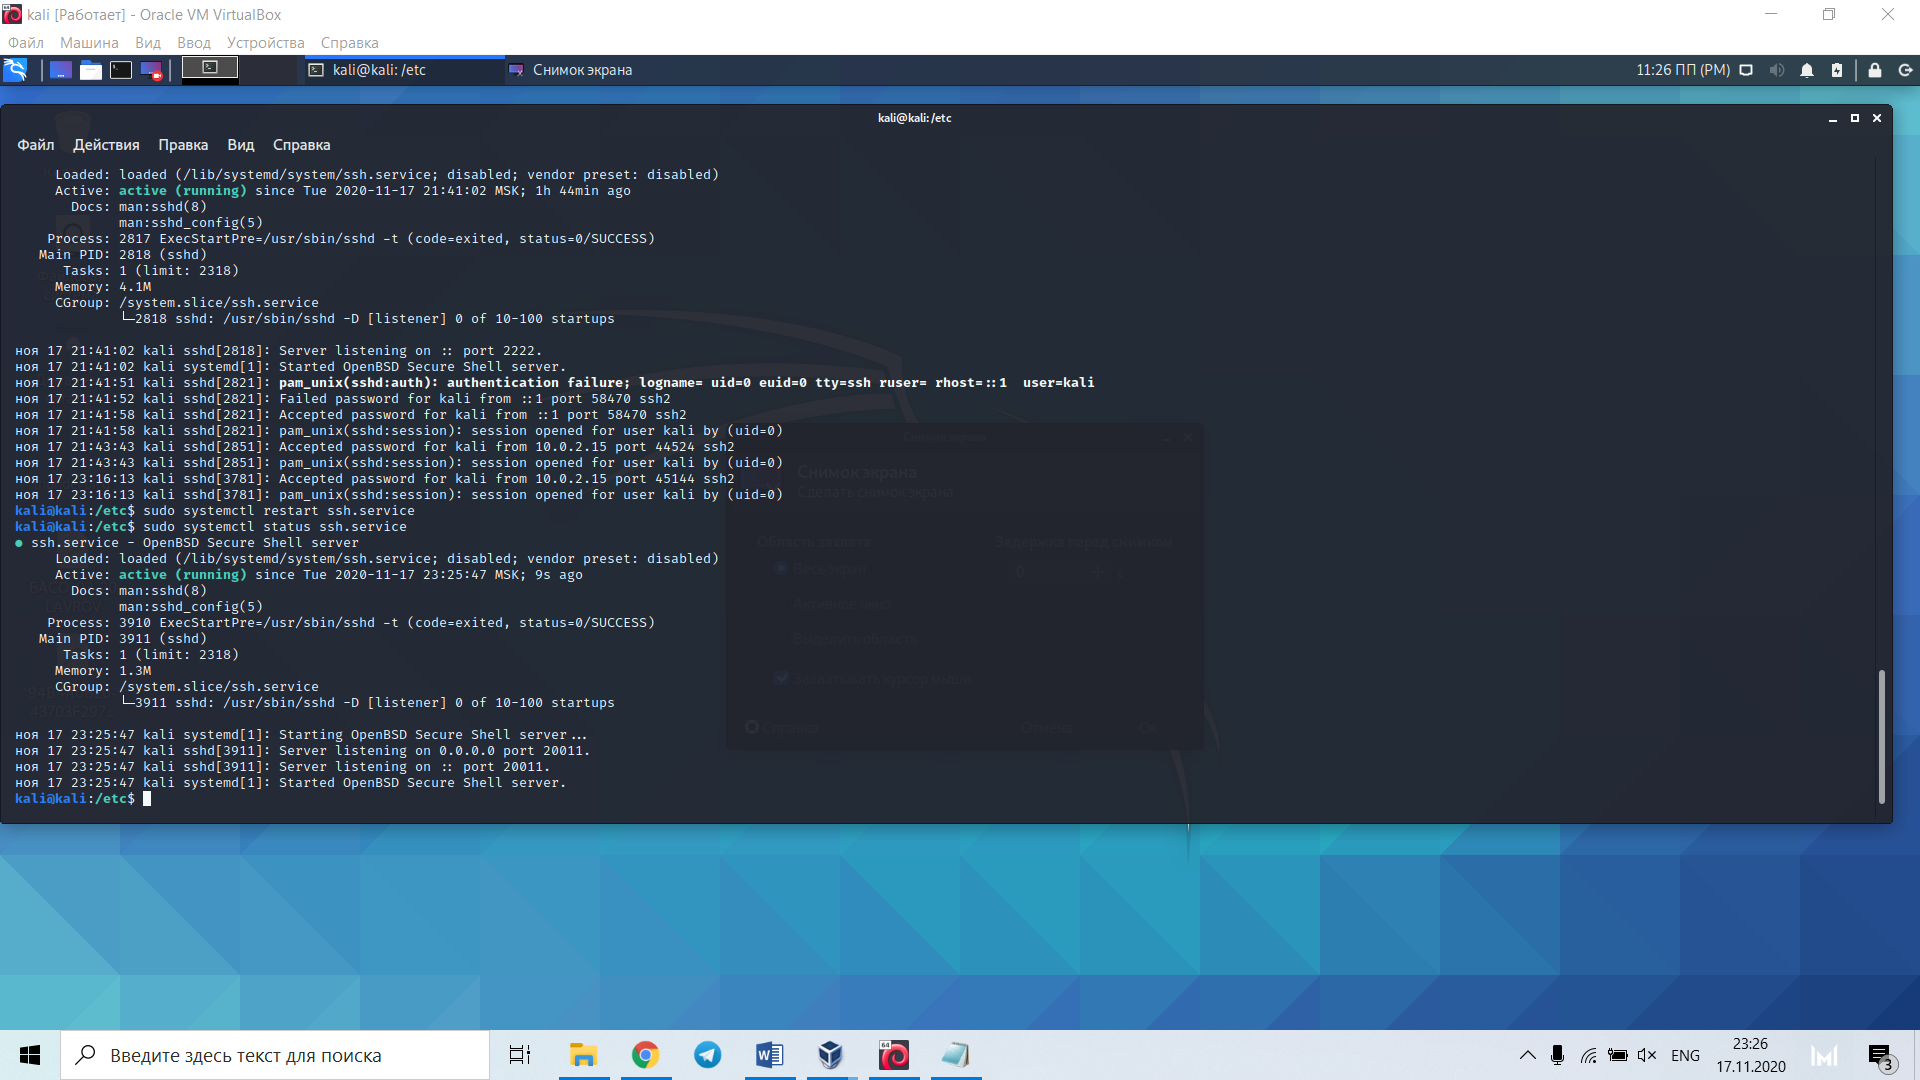 kali [Работает] - Oracle VM VirtualBox
Файл Машина Вид Ввод Устройства Справка
kali@kali: /etc Снимок экрана 11:26 ПП (PM)
kali@kali: /etc
Файл Действия Правка Вид Справка
Loaded: loaded (/lib/systemd/system/ssh.service; disabled; vendor preset: disabled)
Active: active (running) since Tue 2020-11-17 21:41:02 MSK; 1h 44min ago
Docs: man:sshd(8)
man:sshd_config(5)
Process: 2817 ExecStartPre=/usr/sbin/sshd -t (code=exited, status=0/SUCCESS)
Main PID: 2818 (sshd)
Tasks: 1 (limit: 2318)
Memory: 4.1M
CGroup: /system.slice/ssh.service
└─2818 sshd: /usr/sbin/sshd -D [listener] 0 of 10-100 startups
ноя 17 21:41:02 kali sshd[2818]: Server listening on :: port 2222.
ноя 17 21:41:02 kali systemd[1]: Started OpenBSD Secure Shell server.
ноя 17 21:41:51 kali sshd[2821]: pam_unix(sshd:auth): authentication failure; logname= uid=0 euid=0 tty=ssh ruser= rhost=::1  user=kali
ноя 17 21:41:52 kali sshd[2821]: Failed password for kali from ::1 port 58470 ssh2
ноя 17 21:41:58 kali sshd[2821]: Accepted password for kali from ::1 port 58470 ssh2
ноя 17 21:41:58 kali sshd[2821]: pam_unix(sshd:session): session opened for user kali by (uid=0)
ноя 17 21:43:43 kali sshd[2851]: Accepted password for kali from 10.0.2.15 port 44524 ssh2
ноя 17 21:43:43 kali sshd[2851]: pam_unix(sshd:session): session opened for user kali by (uid=0)
ноя 17 23:16:13 kali sshd[3781]: Accepted password for kali from 10.0.2.15 port 45144 ssh2
ноя 17 23:16:13 kali sshd[3781]: pam_unix(sshd:session): session opened for user kali by (uid=0)
kali@kali:/etc$ sudo systemctl restart ssh.service
kali@kali:/etc$ sudo systemctl status ssh.service
● ssh.service - OpenBSD Secure Shell server
Loaded: loaded (/lib/systemd/system/ssh.service; disabled; vendor preset: disabled)
Active: active (running) since Tue 2020-11-17 23:25:47 MSK; 9s ago
Docs: man:sshd(8)
man:sshd_config(5)
Process: 3910 ExecStartPre=/usr/sbin/sshd -t (code=exited, status=0/SUCCESS)
Main PID: 3911 (sshd)
Tasks: 1 (limit: 2318)
Memory: 1.3M
CGroup: /system.slice/ssh.service
└─3911 sshd: /usr/sbin/sshd -D [listener] 0 of 10-100 startups
ноя 17 23:25:47 kali systemd[1]: Starting OpenBSD Secure Shell server...
ноя 17 23:25:47 kali sshd[3911]: Server listening on 0.0.0.0 port 20011.
ноя 17 23:25:47 kali sshd[3911]: Server listening on :: port 20011.
ноя 17 23:25:47 kali systemd[1]: Started OpenBSD Secure Shell server.
kali@kali:/etc$
Снимок экрана
Сделать снимок экрана
Область захвата Задержка перед снимком
Весь экран 0
Захватывать курсор мыши
Справка
Введите здесь текст для поиска
ENG 23:26
17.11.2020
3